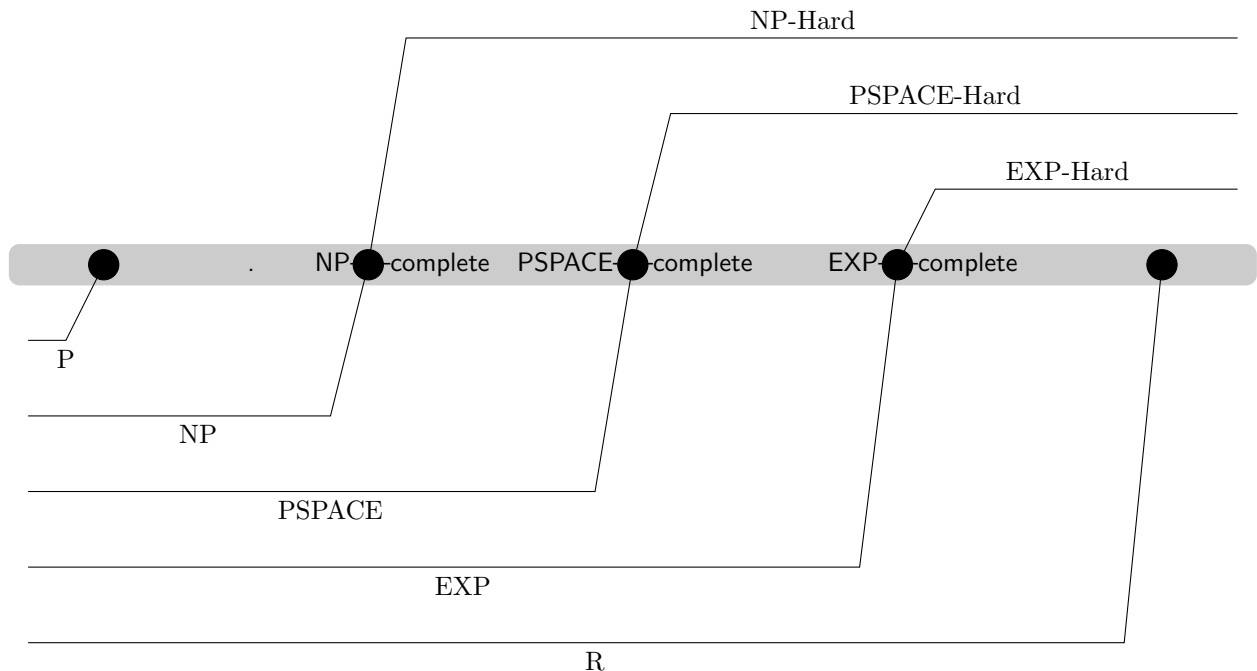 NP-Hard
PSPACE-Hard
EXP-Hard
. NP-complete PSPACE-complete EXP-complete
P
NP
PSPACE
EXP
R